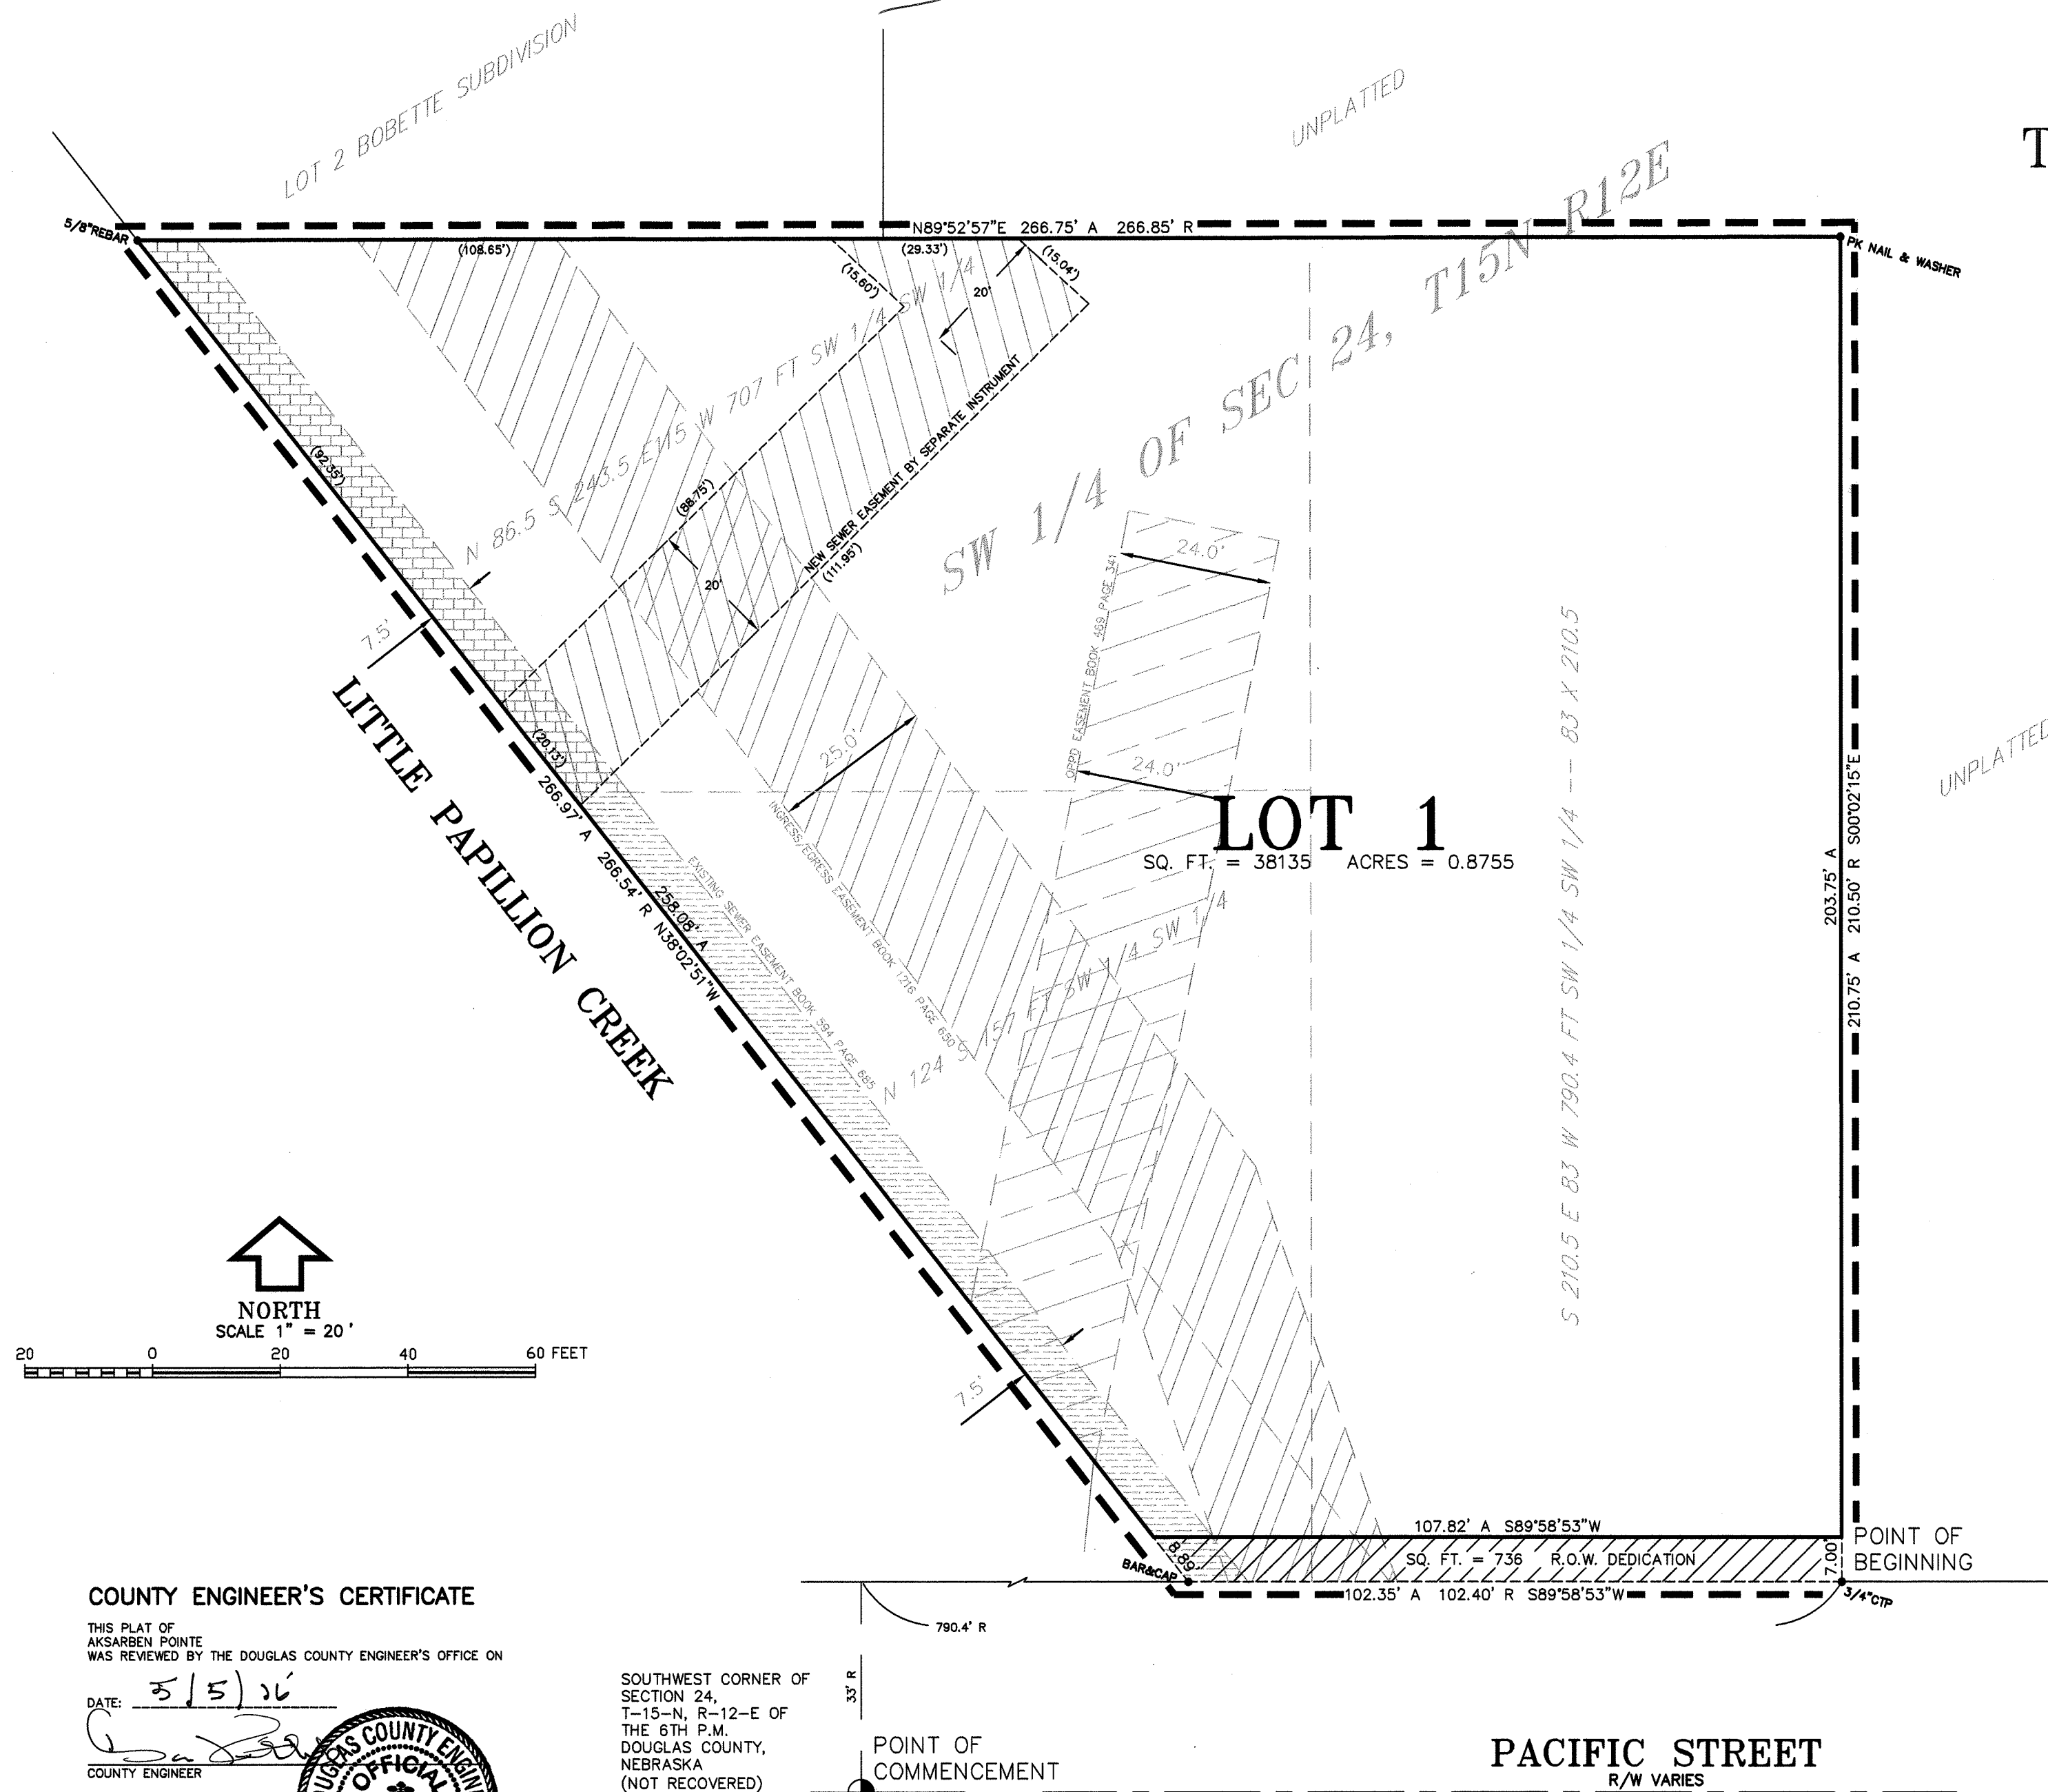 LOT 2 BOBETTE SUBDIVISION
UNPLATTED
T
5/8"REBAR
N89°52'57"E 266.75' A 266.85' R
PK NAIL & WASHER
(108.65')
(29.33')
(15.60')
(15.04')
20'
SW 1/4 OF SEC 24, T15N R12E
N 86.5 S 243.5 E115 W 707 FT SW 1/4 SW 1/4
(92.35')
(88.75')
NEW SEWER EASEMENT BY SEPARATE INSTRUMENT
(111.95')
20'
24.0'
OPPD EASEMENT BOOK 469 PAGE 341
7.5'
LITTLE PAPILLION CREEK
25.0'
24.0'
(20.13')
UNPLATTED
LOT 1
SQ. FT. = 38135 ACRES = 0.8755
S 210.5 E 83 W 790.4 FT SW 1/4 SW 1/4 -- 83 X 210.5
203.75' A
210.75' A 210.50' R S00°02'15"E
INGRESS/EGRESS EASEMENT BOOK 1216 PAGE 650
EXISTING SEWER EASEMENT BOOK 594 PAGE 685
266.97' A 266.54' R N38°02'51"W
258.08' A
N 124 S 157 FT SW 1/4 SW 1/4
NORTH
SCALE 1" = 20'
20 0 20 40 60 FEET
7.5'
107.82' A S89°58'53"W
POINT OF
BEGINNING
8.89'
SQ. FT. = 736 R.O.W. DEDICATION
7.00'
BAR&CAP
102.35' A 102.40' R S89°58'53"W
3/4"CTP
790.4' R
33' R
COUNTY ENGINEER'S CERTIFICATE
THIS PLAT OF
AKSARBEN POINTE
WAS REVIEWED BY THE DOUGLAS COUNTY ENGINEER'S OFFICE ON
DATE: 5/5/
COUNTY ENGINEER
DOUGLAS COUNTY ENGINE
OFFICIAL
SOUTHWEST CORNER OF
SECTION 24,
T-15-N, R-12-E OF
THE 6TH P.M.
DOUGLAS COUNTY,
NEBRASKA
(NOT RECOVERED)
POINT OF
COMMENCEMENT
PACIFIC STREET
R/W VARIES